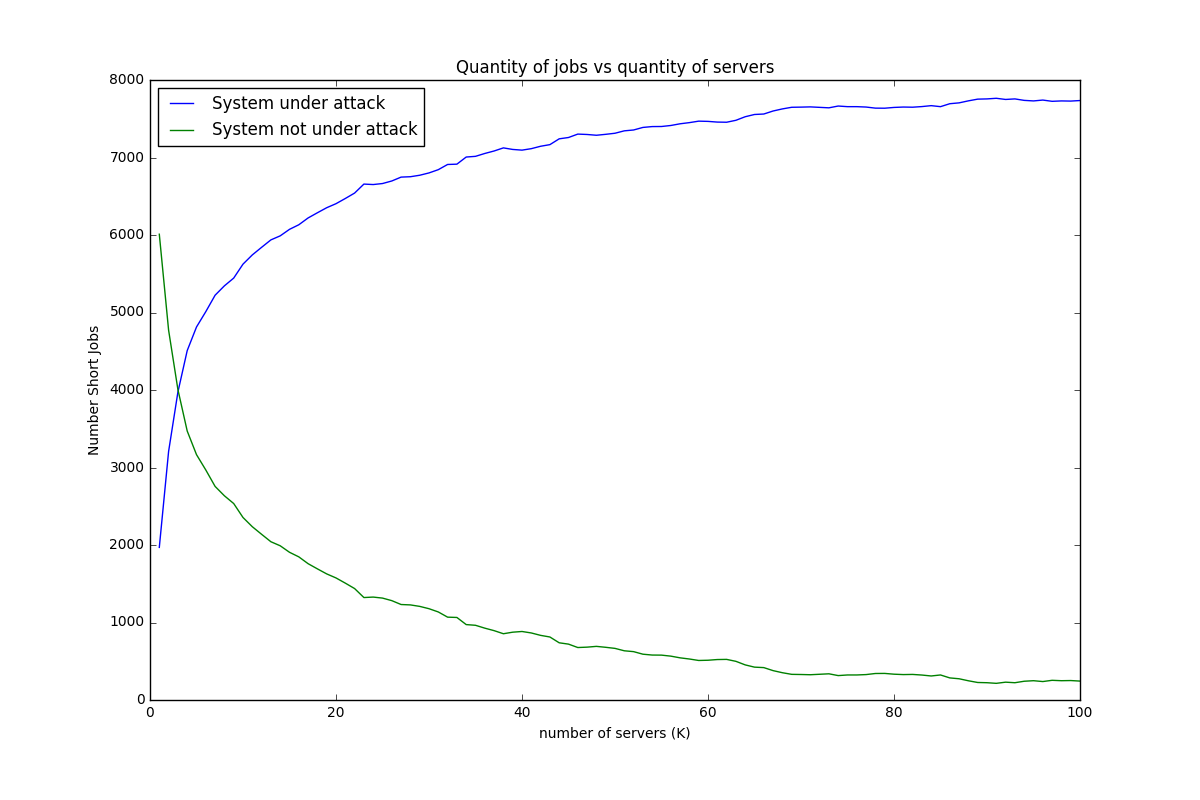 Quantity of jobs vs quantity of servers
System under attack
System not under attack
Number Short Jobs
8000
7000
6000
5000
4000
3000
2000
1000
0
0 20 40 60 80 100
number of servers (K)